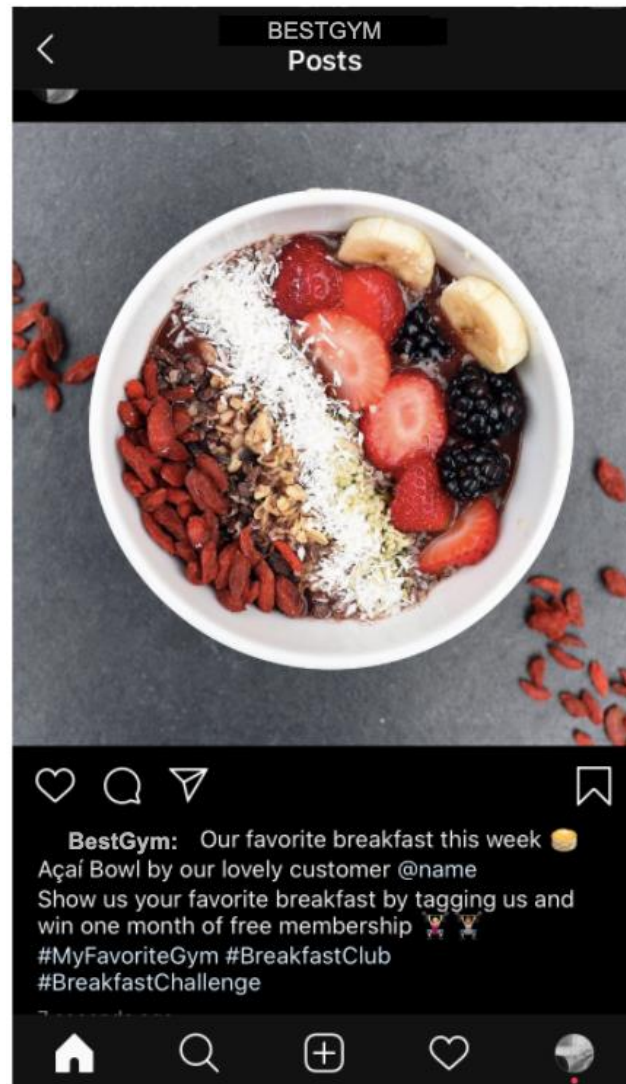 BESTGYM
Posts
BestGym: Our favorite breakfast this week 🥞
Açaí Bowl by our lovely customer @name
Show us your favorite breakfast by tagging us and
win one month of free membership 🏋🏼‍♀️ 🏋🏽‍♂️
#MyFavoriteGym #BreakfastClub
#BreakfastChallenge